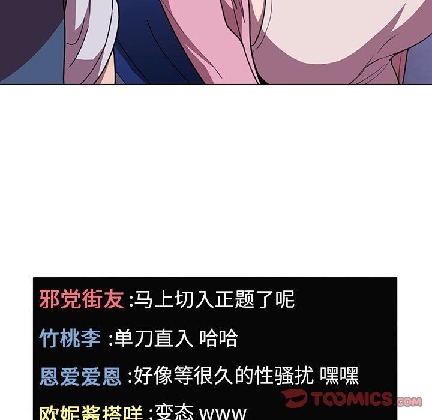 邪党街友:马上切入正题了呢
竹桃李 :单刀直入 哈哈
恩爱爱恩 :好像等很久的性骚扰 嘿嘿
欧妮酱搭咩 :变态 www
TOOMICS.COM